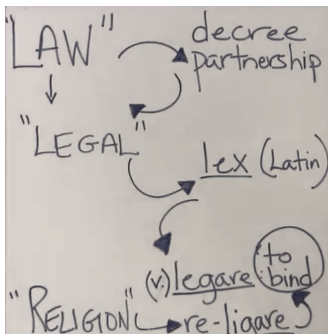 "LAW"
decree
partnership
"LEGAL"
lex (Latin)
(v.) legare
to
bind
"RELIGION"
re-ligare